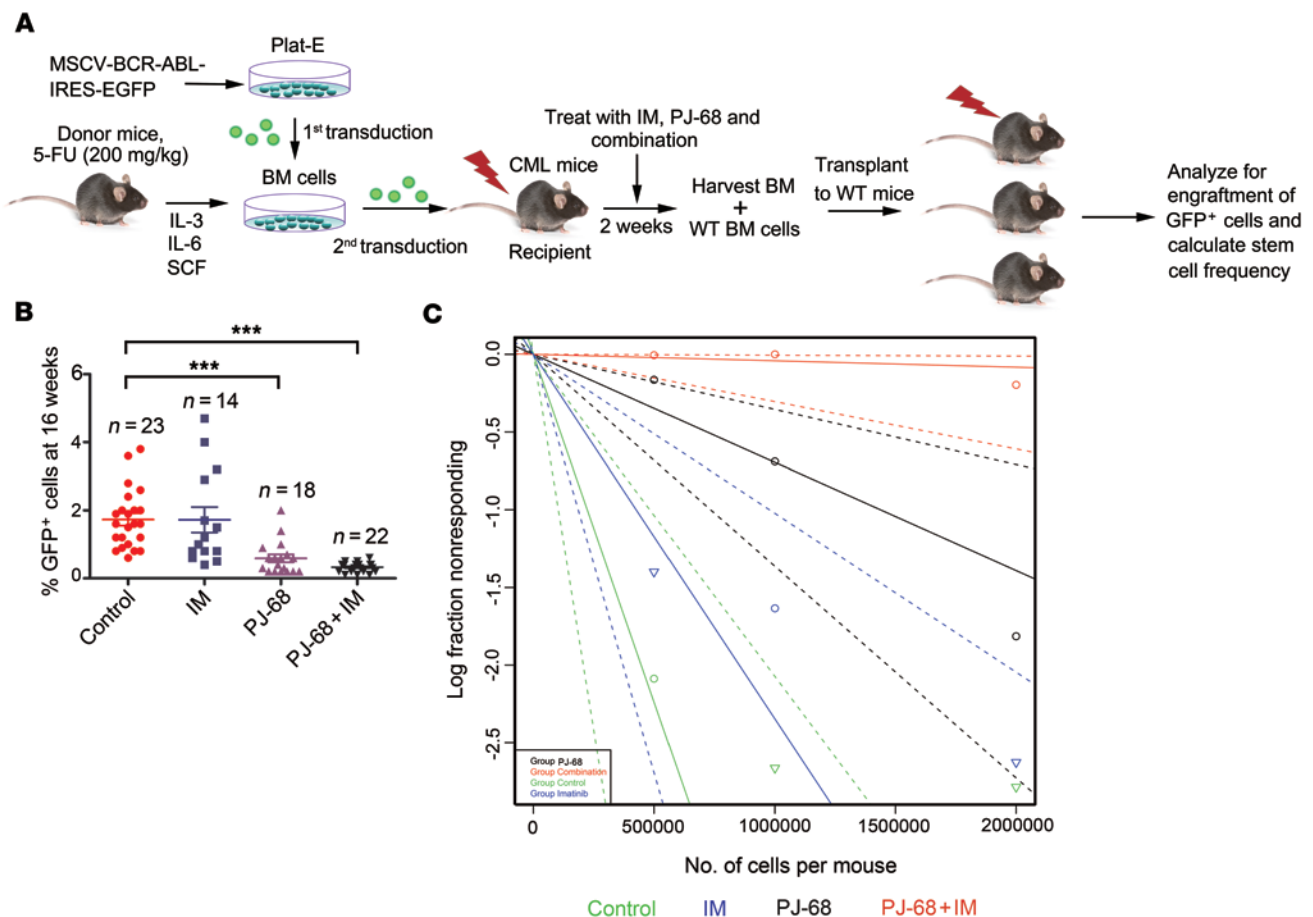 A
MSCV-BCR-ABL-
IRES-EGFP
Plat-E
Donor mice,
5-FU (200 mg/kg)
1st transduction
BM cells
IL-3
IL-6
SCF
2nd transduction
CML mice
Recipient
Treat with IM, PJ-68 and
combination
2 weeks
Harvest BM
+
WT BM cells
Transplant
to WT mice
Analyze for
engraftment of
GFP+ cells and
calculate stem
cell frequency
B
***
***
% GFP+ cells at 16 weeks
6
4
2
0
n = 23
n = 14
n = 18
n = 22
Control
IM
PJ-68
PJ-68 + IM
C
Log fraction nonresponding
0.0
-0.5
-1.0
-1.5
-2.0
-2.5
Group PJ-68
Group Combination
Group Control
Group Imatinib
0 500000 1000000 1500000 2000000
No. of cells per mouse
Control IM PJ-68 PJ-68 + IM